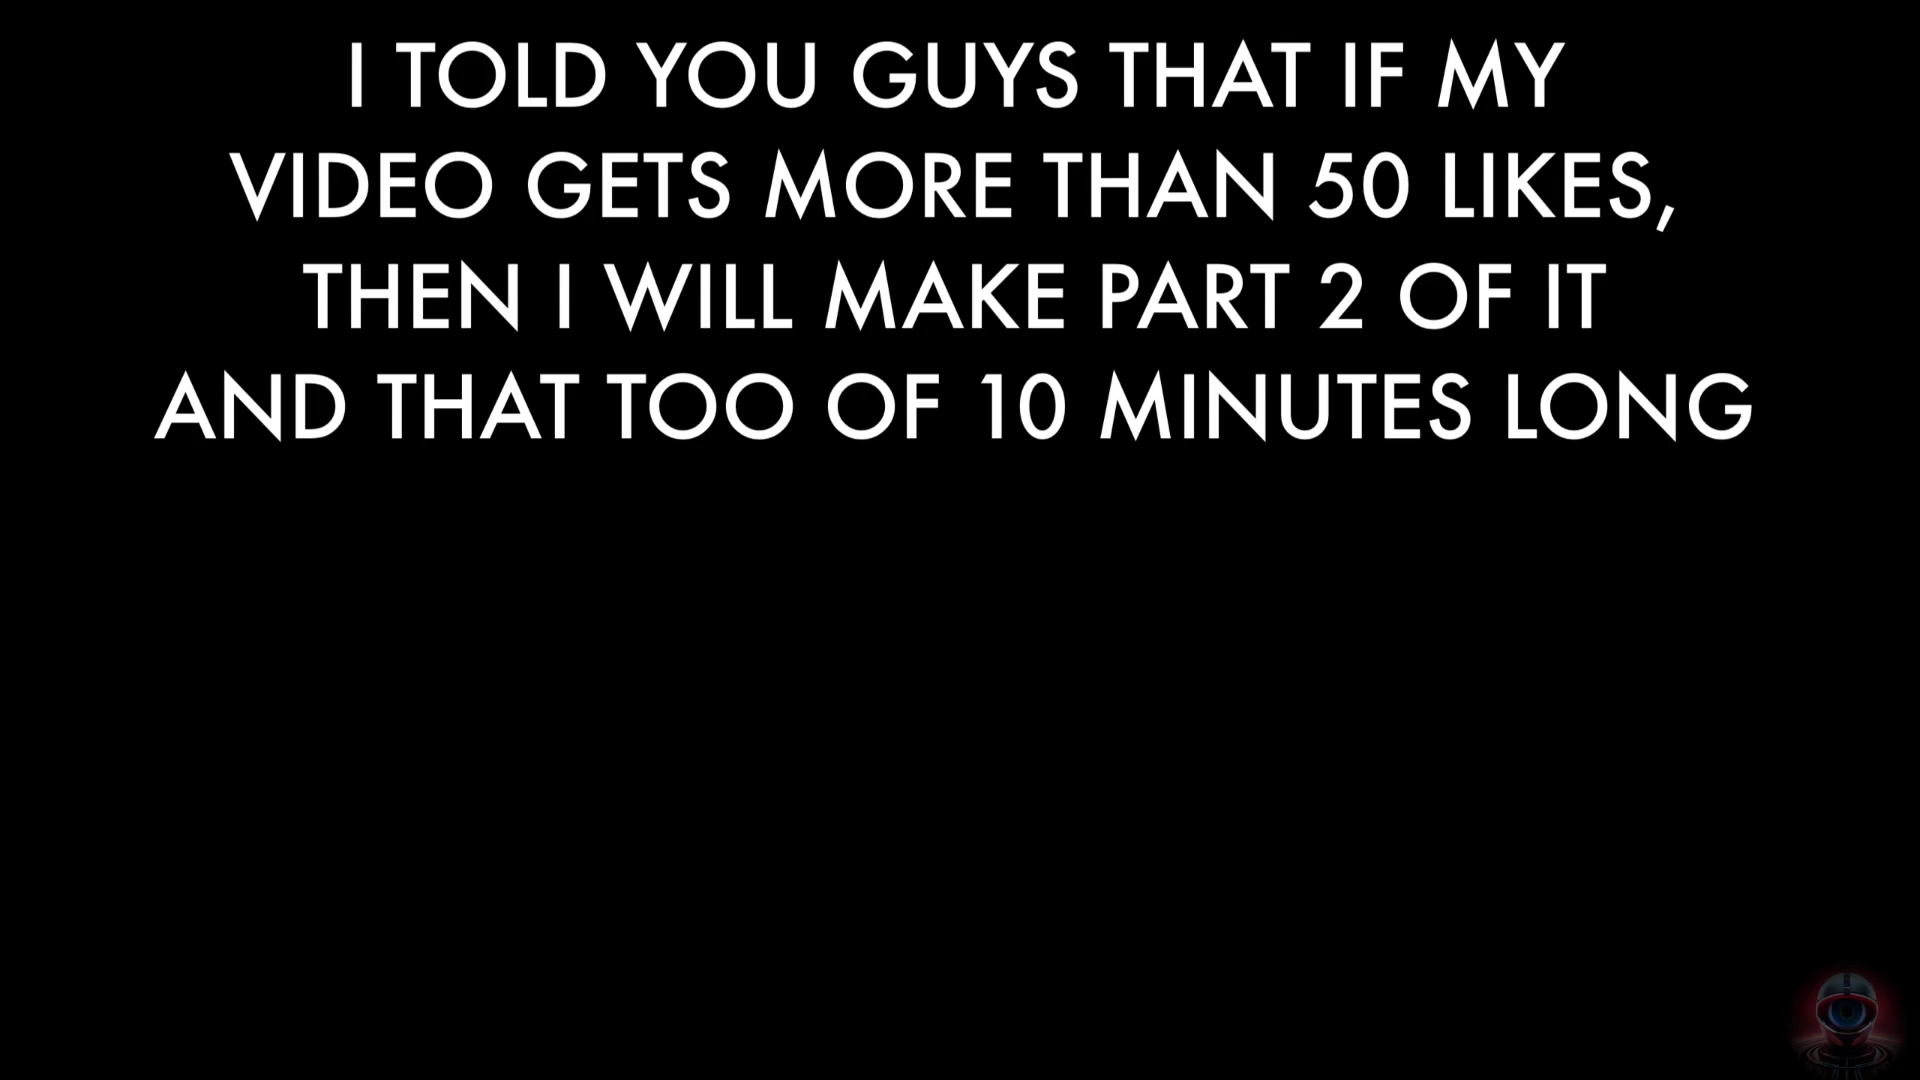 I TOLD YOU GUYS THAT IF MY
VIDEO GETS MORE THAN 50 LIKES,
THEN I WILL MAKE PART 2 OF IT
AND THAT TOO OF 10 MINUTES LONG